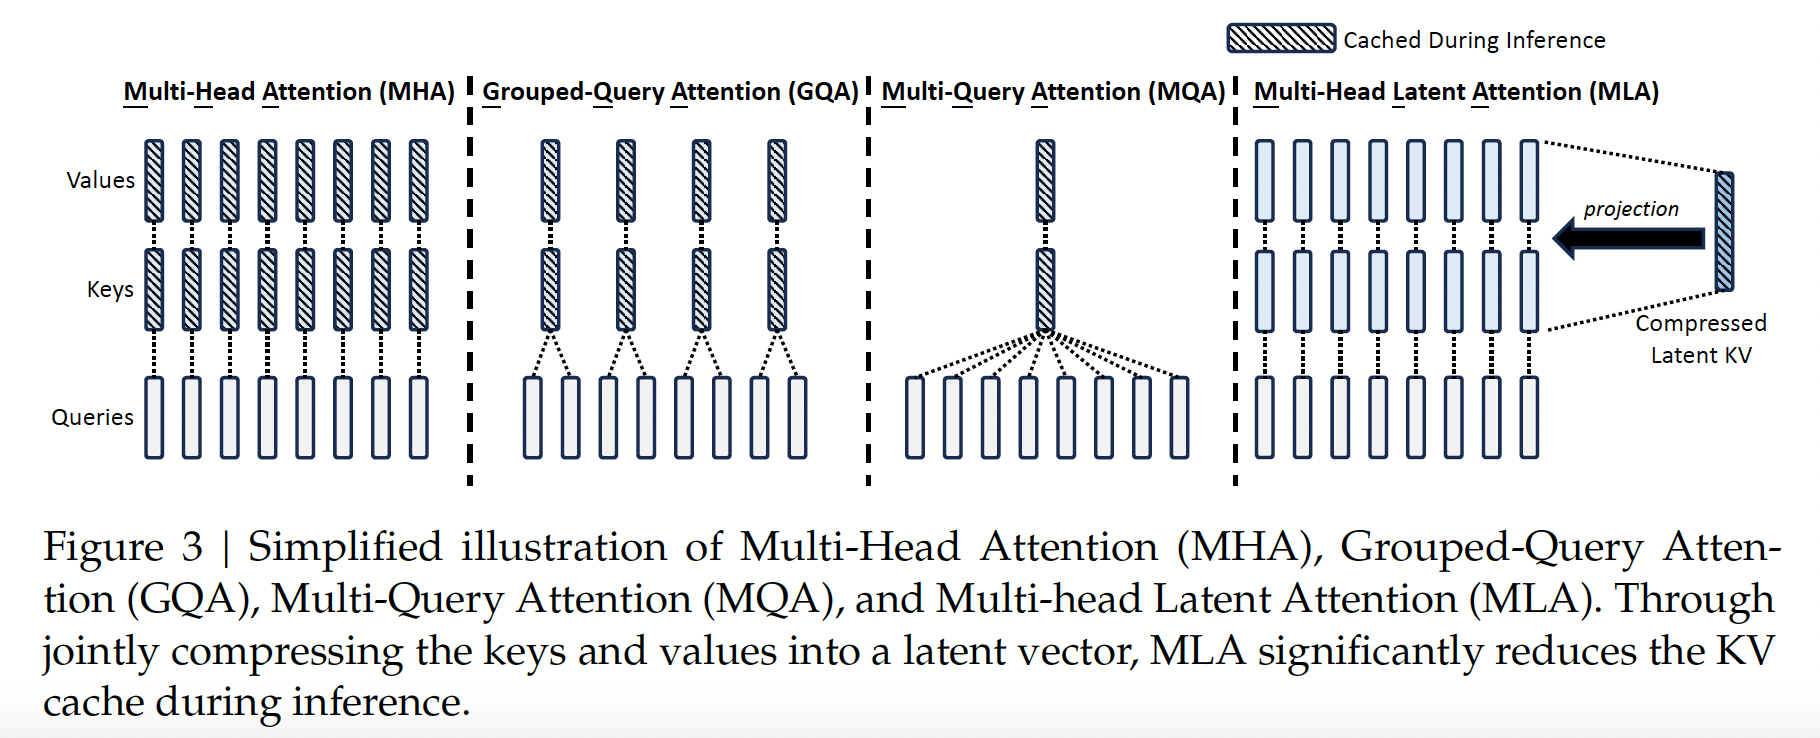 Cached During Inference
Multi-Head Attention (MHA)
Grouped-Query Attention (GQA)
Multi-Query Attention (MQA)
Multi-Head Latent Attention (MLA)
Values
Keys
Queries
projection
Compressed
Latent KV
Figure 3 | Simplified illustration of Multi-Head Attention (MHA), Grouped-Query Atten-
tion (GQA), Multi-Query Attention (MQA), and Multi-head Latent Attention (MLA). Through
jointly compressing the keys and values into a latent vector, MLA significantly reduces the KV
cache during inference.